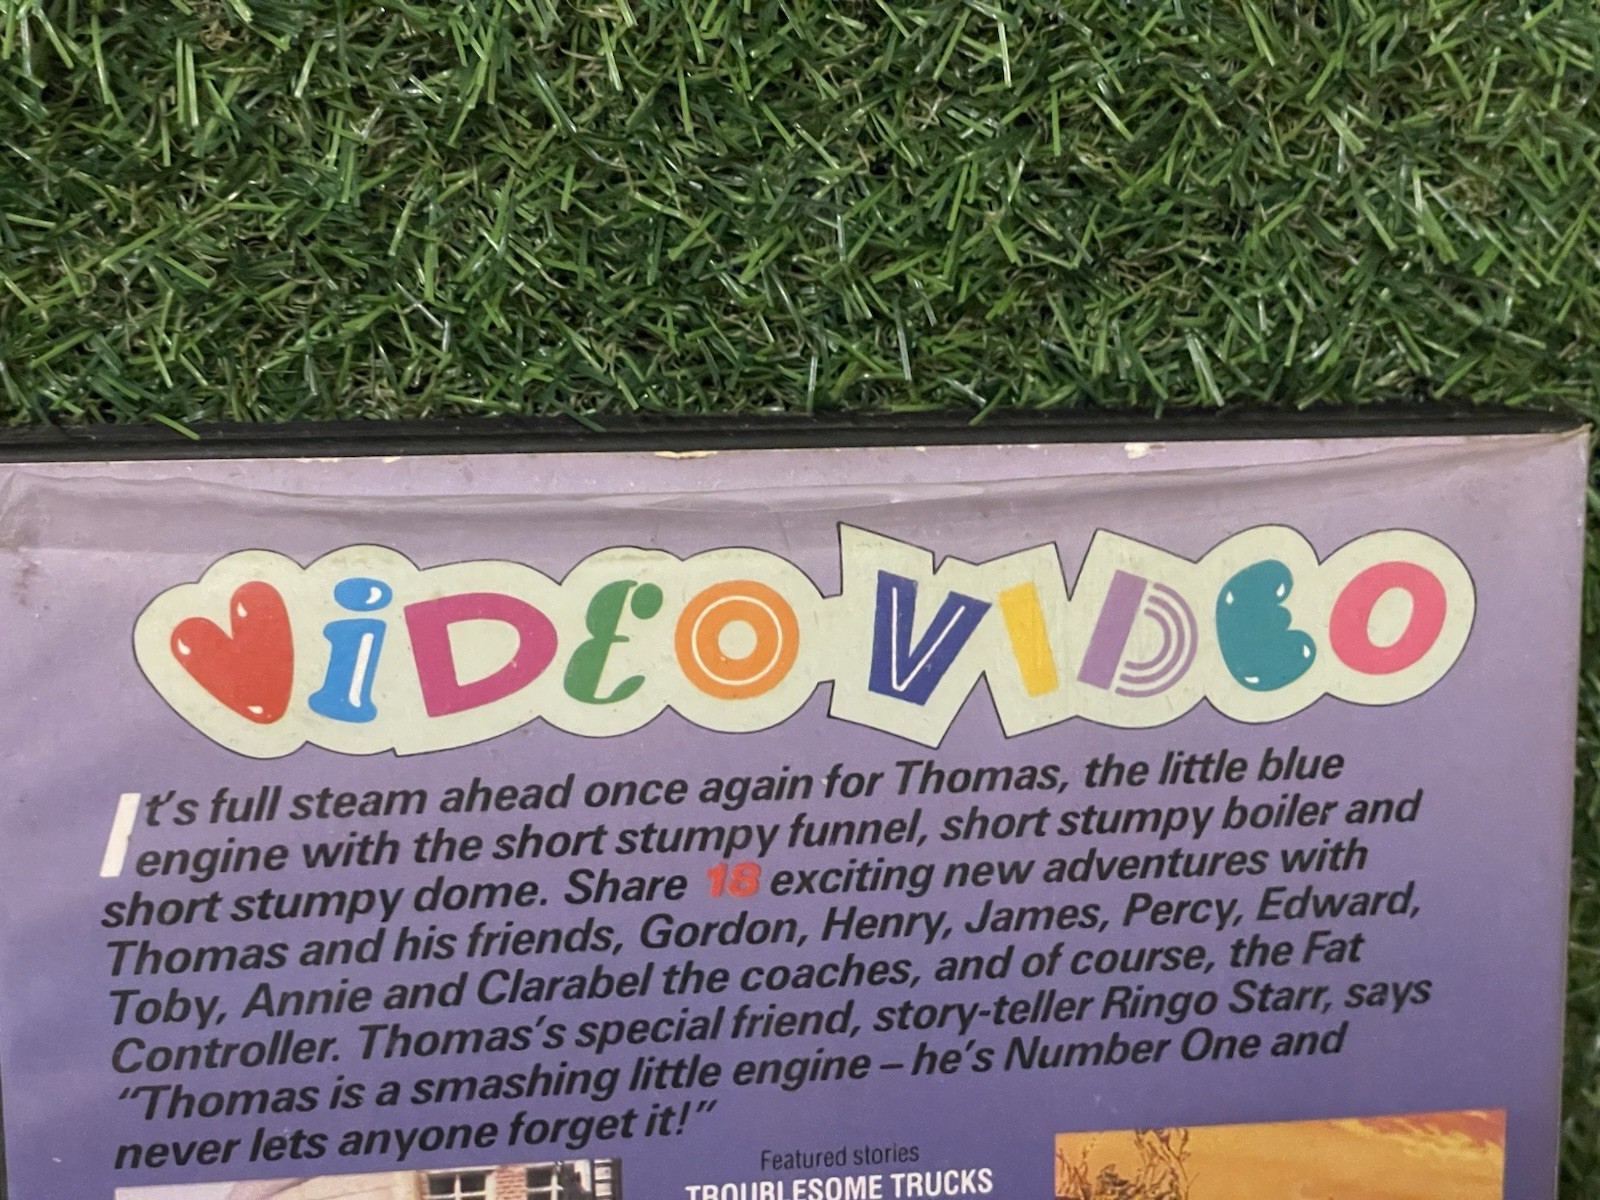 ViDEO VIDEO
It's full steam ahead once again for Thomas, the little blue
engine with the short stumpy funnel, short stumpy boiler and
short stumpy dome. Share 18 exciting new adventures with
Thomas and his friends, Gordon, Henry, James, Percy, Edward,
Toby, Annie and Clarabel the coaches, and of course, the Fat
Controller. Thomas's special friend, story-teller Ringo Starr, says
“Thomas is a smashing little engine – he's Number One and
never lets anyone forget it!”
Featured stories
TROUBLESOME TRUCKS